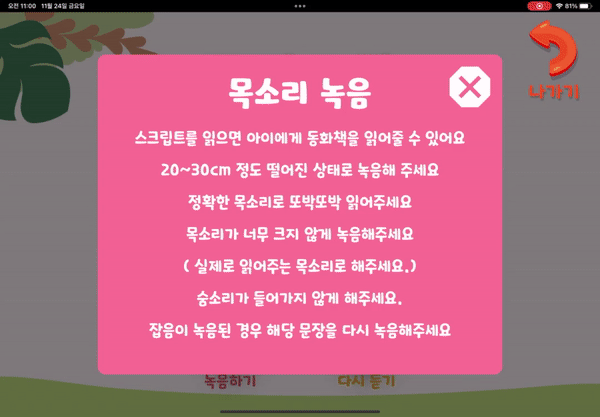 오전 11:00 11월 24일 금요일
81%
나가기
목소리 녹음
스크립트를 읽으면 아이에게 동화책을 읽어줄 수 있어요
20~30cm 정도 떨어진 상태로 녹음해 주세요
정확한 목소리로 또박또박 읽어주세요
목소리가 너무 크지 않게 녹음해주세요
( 실제로 읽어주는 목소리로 해주세요.)
숨소리가 들어가지 않게 해주세요.
잡음이 녹음된 경우 해당 문장을 다시 녹음해주세요
녹음하기 다시 듣기